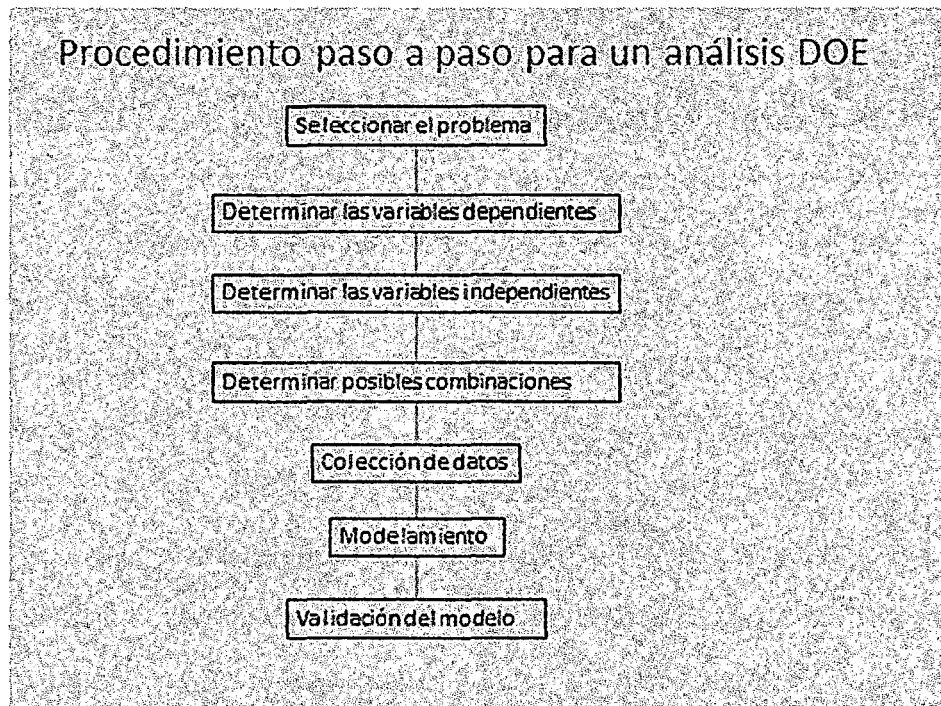 Procedimiento paso a paso para un análisis DOE
Seleccionar el problema
Determinar las variables dependientes
Determinar las variables independientes
Determinar posibles combinaciones
Colección de datos
Modelamiento
Validación del modelo